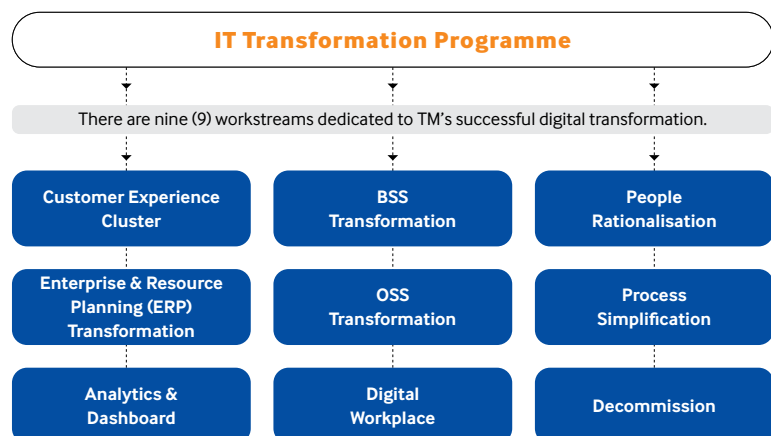 IT Transformation Programme
There are nine (9) workstreams dedicated to TM's successful digital transformation.
Customer Experience
Cluster
BSS
Transformation
People
Rationalisation
Enterprise & Resource
Planning (ERP)
Transformation
OSS
Transformation
Process
Simplification
Analytics &
Dashboard
Digital
Workplace
Decommission